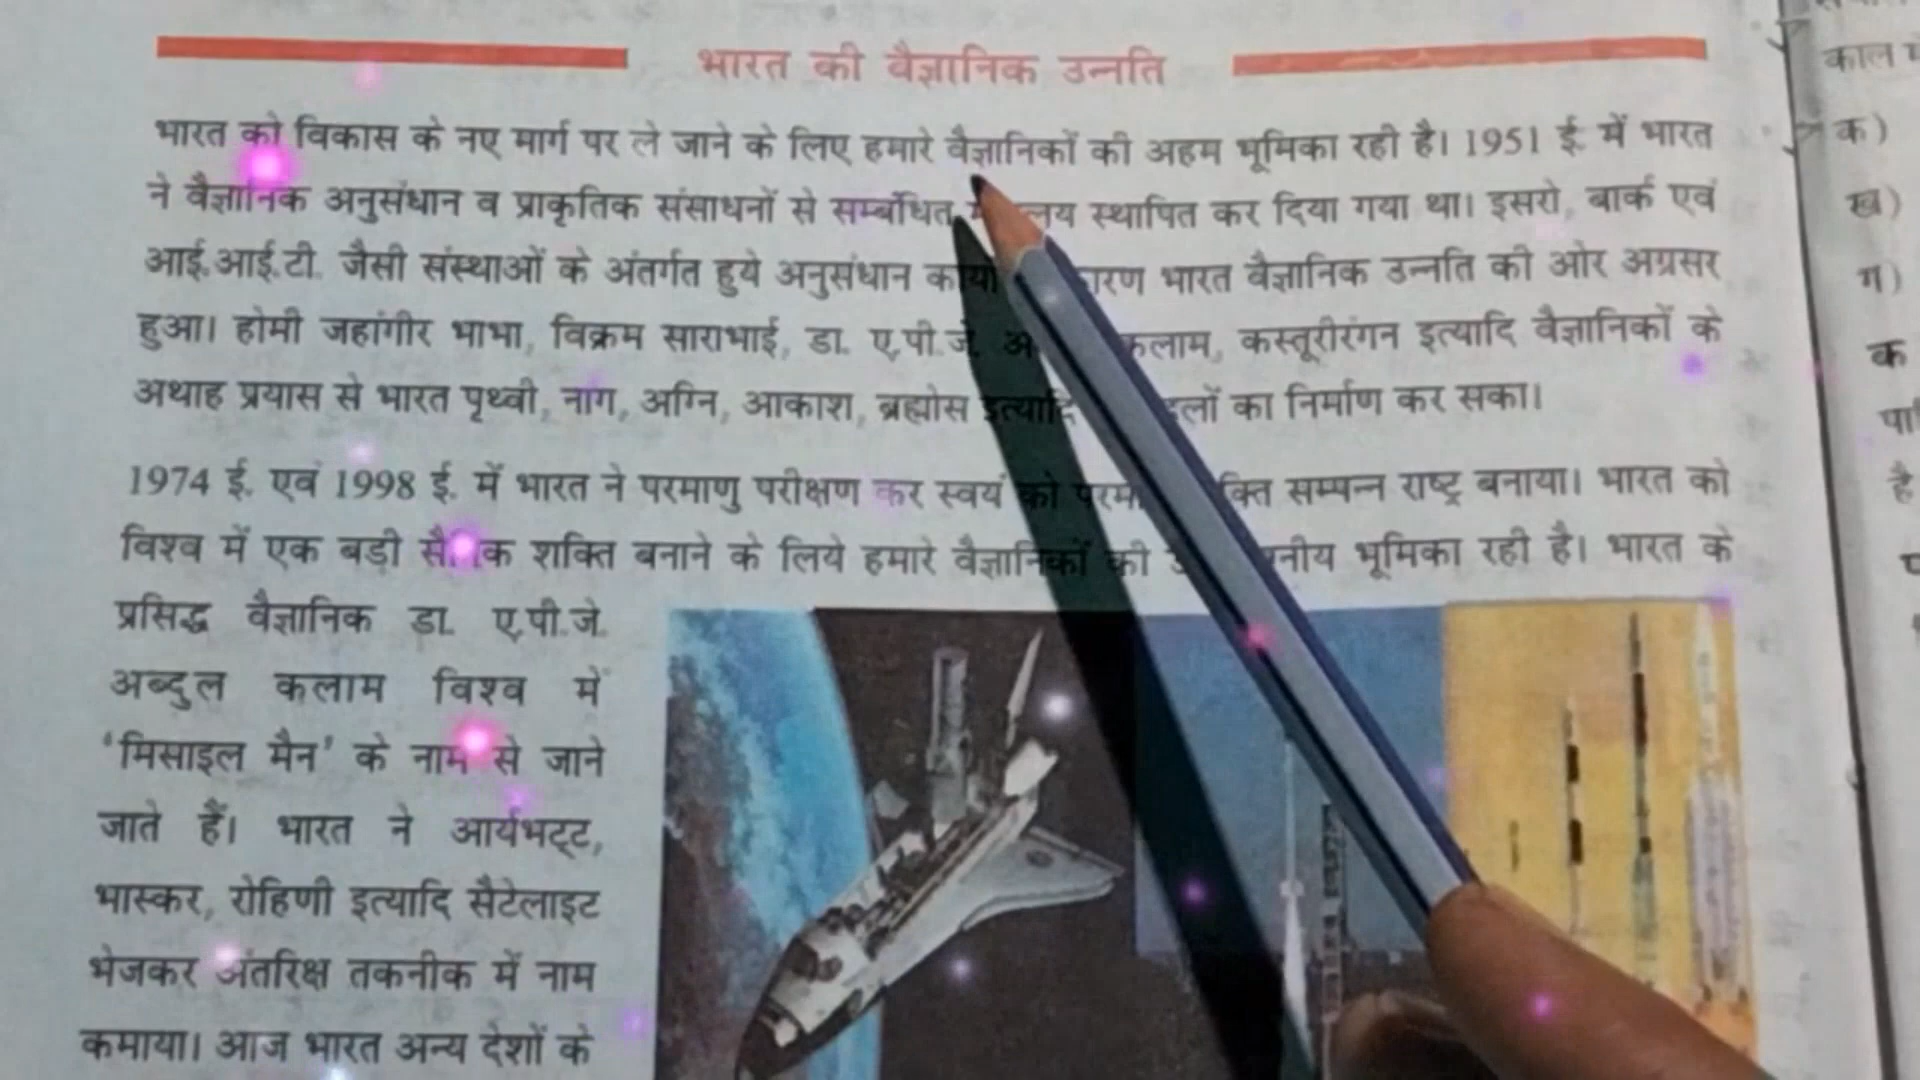 भारत की वैज्ञानिक उन्नति
भारत को विकास के नए मार्ग पर ले जाने के लिए हमारे वैज्ञानिकों की अहम भूमिका रही है। 1951 ई. में भारत
ने वैज्ञानिक अनुसंधान व प्राकृतिक संसाधनों से सम्बंधित स्थापित कर दिया गया था। इसरो, बार्क एवं
आई.आई.टी. जैसी संस्थाओं के अंतर्गत हुये अनुसंधान भारत वैज्ञानिक उन्नति की ओर अग्रसर
हुआ। होमी जहांगीर भाभा, विक्रम साराभाई, डा. ए.पी.जे. कलाम, कस्तूरीरंगन इत्यादि वैज्ञानिकों के
अथाह प्रयास से भारत पृथ्वी, नाग, अग्नि, आकाश, ब्रह्मोस इत्यादि का निर्माण कर सका।
1974 ई. एवं 1998 ई. में भारत ने परमाणु परीक्षण कर स्वयं को सम्पन्न राष्ट्र बनाया। भारत को
विश्व में एक बड़ी शक्ति बनाने के लिये हमारे वैज्ञानिकों की भूमिका रही है। भारत के
प्रसिद्ध वैज्ञानिक डा. ए.पी.जे.
अब्दुल कलाम विश्व में
'मिसाइल मैन' के नाम से जाने
जाते हैं। भारत ने आर्यभट्ट,
भास्कर, रोहिणी इत्यादि सैटेलाइट
भेजकर अंतरिक्ष तकनीक में नाम
कमाया। आज भारत अन्य देशों के
क)
ख)
ग)
क
है